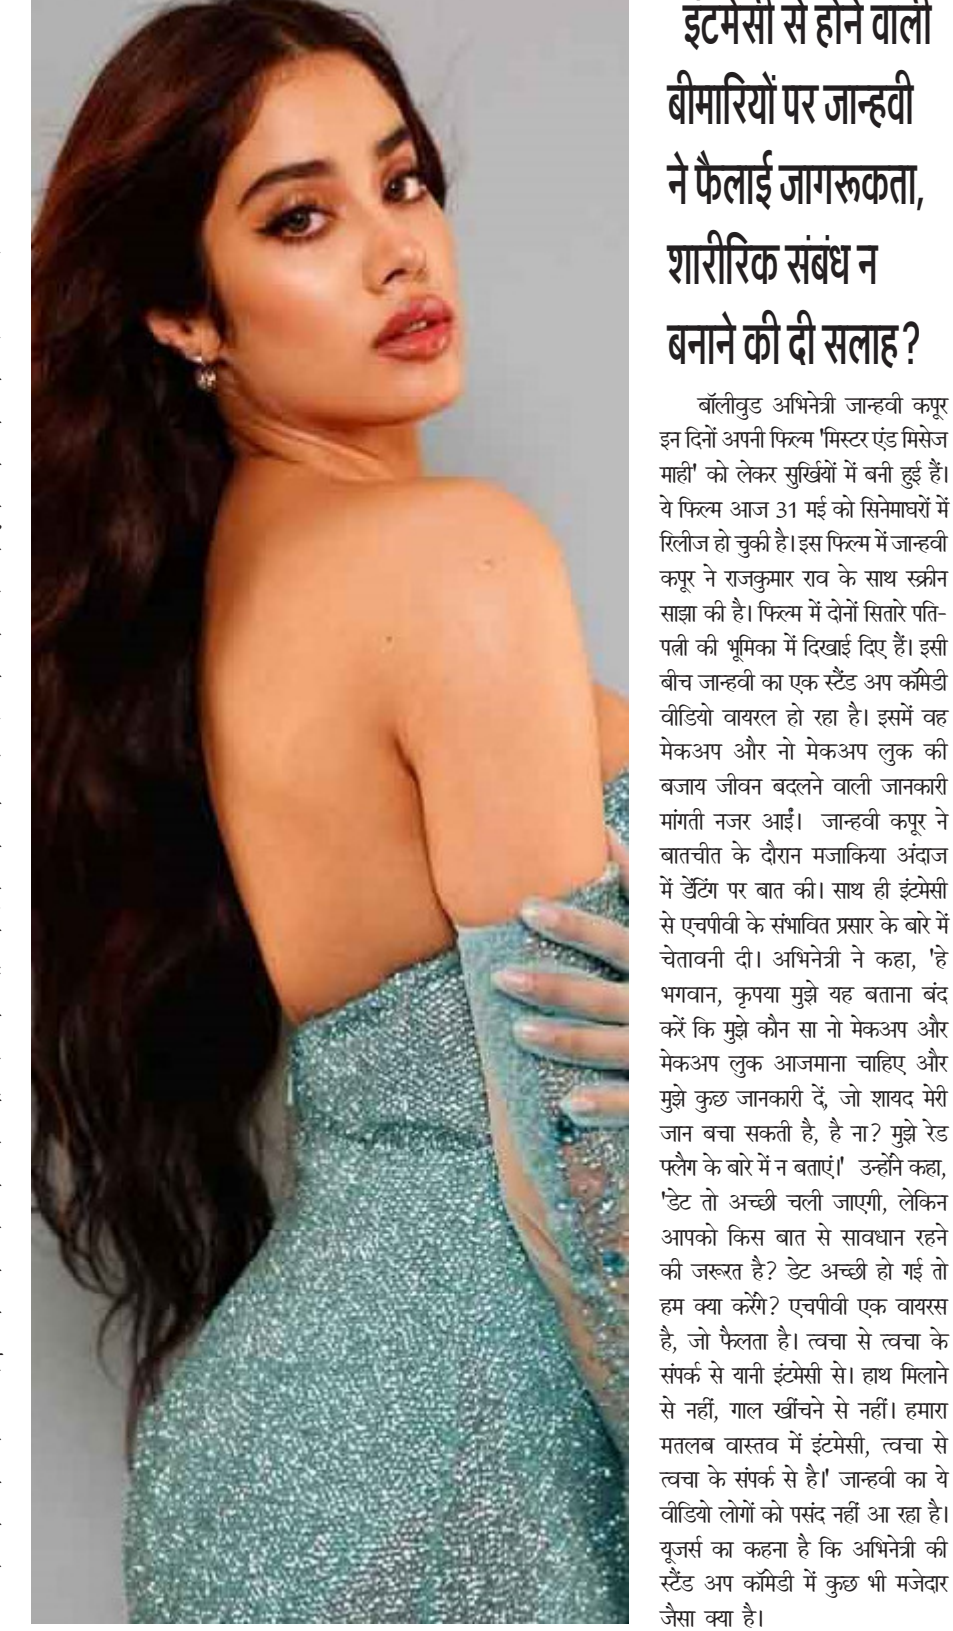 इंटमेसी से होने वाली
बीमारियों पर जान्हवी
ने फैलाई जागरूकता,
शारीरिक संबंध न
बनाने की दी सलाह?
बॉलीवुड अभिनेत्री जान्हवी कपूर
इन दिनों अपनी फिल्म 'मिस्टर एंड मिसेज
माही' को लेकर सुर्खियों में बनी हुई हैं।
ये फिल्म आज 31 मई को सिनेमाघरों में
रिलीज हो चुकी है। इस फिल्म में जान्हवी
कपूर ने राजकुमार राव के साथ स्क्रीन
साझा की है। फिल्म में दोनों सितारे पति-
पत्नी की भूमिका में दिखाई दिए हैं। इसी
बीच जान्हवी का एक स्टैंड अप कॉमेडी
वीडियो वायरल हो रहा है। इसमें वह
मेकअप और नो मेकअप लुक की
बजाय जीवन बदलने वाली जानकारी
मांगती नजर आईं। जान्हवी कपूर ने
बातचीत के दौरान मजाकिया अंदाज
में डेंटिंग पर बात की। साथ ही इंटमेसी
से एचपीवी के संभावित प्रसार के बारे में
चेतावनी दी। अभिनेत्री ने कहा, 'हे
भगवान, कृपया मुझे यह बताना बंद
करें कि मुझे कौन सा नो मेकअप और
मेकअप लुक आजमाना चाहिए और
मुझे कुछ जानकारी दें, जो शायद मेरी
जान बचा सकती है, है ना? मुझे रेड
फ्लैग के बारे में न बताएं।' उन्होंने कहा,
'डेट तो अच्छी चली जाएगी, लेकिन
आपको किस बात से सावधान रहने
की जरूरत है? डेट अच्छी हो गई तो
हम क्या करेंगे? एचपीवी एक वायरस
है, जो फैलता है। त्वचा से त्वचा के
संपर्क से यानी इंटमेसी से। हाथ मिलाने
से नहीं, गाल खींचने से नहीं। हमारा
मतलब वास्तव में इंटमेसी, त्वचा से
त्वचा के संपर्क से है।' जान्हवी का ये
वीडियो लोगों को पसंद नहीं आ रहा है।
यूजर्स का कहना है कि अभिनेत्री की
स्टैंड अप कॉमेडी में कुछ भी मजेदार
जैसा क्या है।